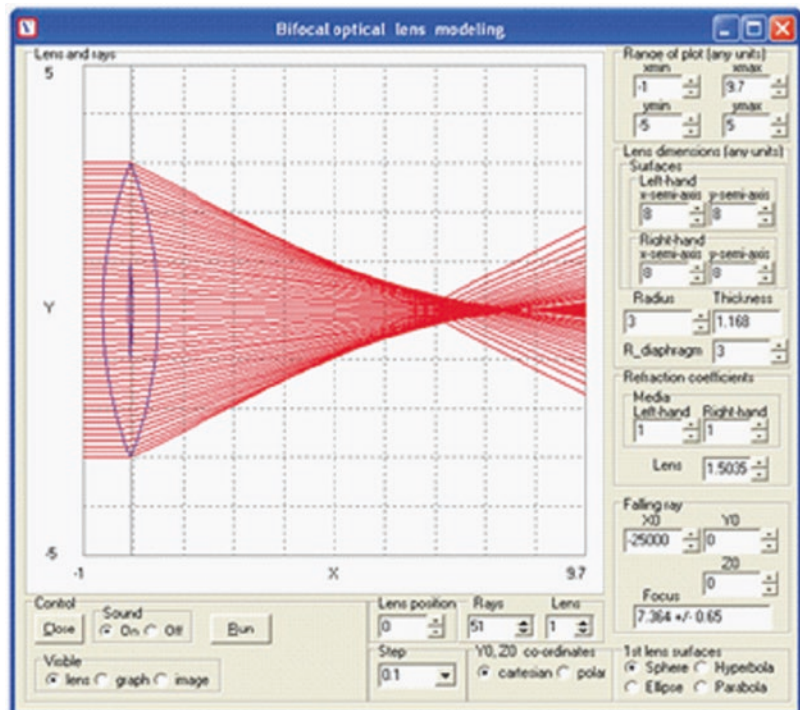 Bifocal optical lens modeling
Lens and rays
5
Y
-5
-1 X 9.7
Range of plot (any units)
xmin xmax
-1 9.7
ymin ymax
-5 5
Lens dimensions (any units)
Surfaces
Left-hand
x-semi-axis y-semi-axis
8 8
Right-hand
x-semi-axis y-semi-axis
8 8
Radius Thickness
3 1.168
R_diaphragm 3
Refraction coefficients
Media
Left-hand Right-hand
1 1
Lens 1.5035
Falling ray
X0 Y0
-25000 0
Z0
0
Focus
7.364 +/- 0.65
Control
Sound
Close On Off Run
Visible
lens graph image
Lens position Rays Lens
0 51 1
Step
0.1
Y0, Z0 co-ordinates
cartesian polar
1st lens surfaces
Sphere Hyperbola
Ellipse Parabola